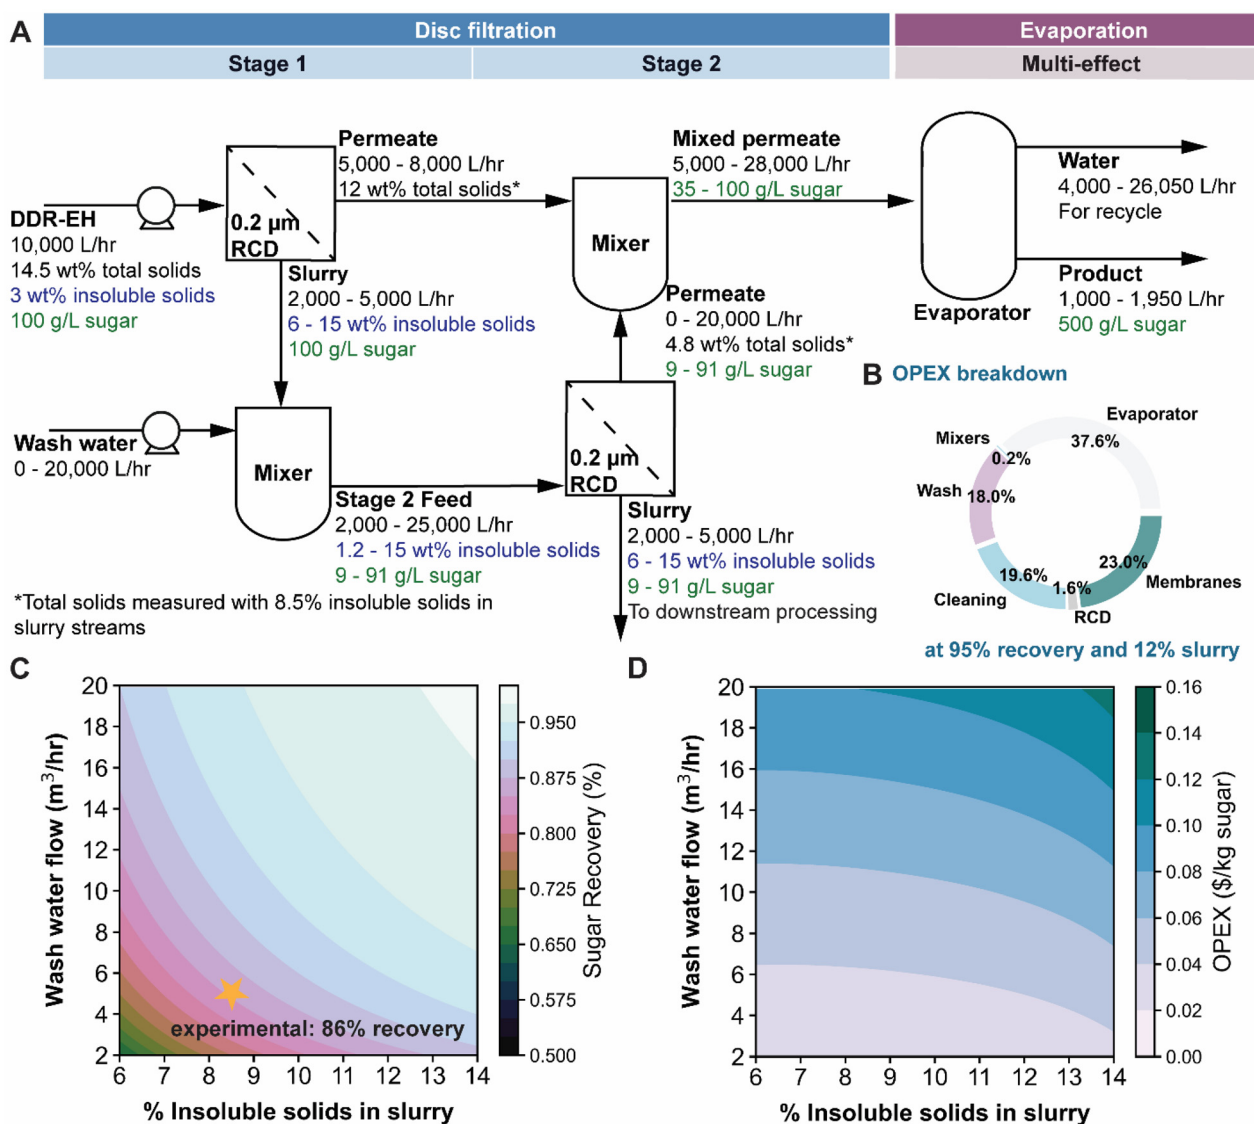 A
Disc filtration
Evaporation
Stage 1
Stage 2
Multi-effect
DDR-EH
10,000 L/hr
14.5 wt% total solids
3 wt% insoluble solids
100 g/L sugar
0.2 µm
RCD
Permeate
5,000 - 8,000 L/hr
12 wt% total solids*
Slurry
2,000 - 5,000 L/hr
6 - 15 wt% insoluble solids
100 g/L sugar
Mixer
Mixed permeate
5,000 - 28,000 L/hr
35 - 100 g/L sugar
Permeate
0 - 20,000 L/hr
4.8 wt% total solids*
9 - 91 g/L sugar
Evaporator
Water
4,000 - 26,050 L/hr
For recycle
Product
1,000 - 1,950 L/hr
500 g/L sugar
Wash water
0 - 20,000 L/hr
Mixer
Stage 2 Feed
2,000 - 25,000 L/hr
1.2 - 15 wt% insoluble solids
9 - 91 g/L sugar
0.2 µm
RCD
Slurry
2,000 - 5,000 L/hr
6 - 15 wt% insoluble solids
9 - 91 g/L sugar
To downstream processing
*Total solids measured with 8.5% insoluble solids in
slurry streams
B OPEX breakdown
Evaporator
37.6%
Mixers
0.2%
Wash
18.0%
Cleaning
19.6%
1.6%
RCD
23.0%
Membranes
at 95% recovery and 12% slurry
C
Wash water flow (m³/hr)
20
18
16
14
12
10
8
6
4
2
experimental: 86% recovery
6 7 8 9 10 11 12 13 14
% Insoluble solids in slurry
0.950
0.875
0.800
0.725
0.650
0.575
0.500
Sugar Recovery (%)
D
Wash water flow (m³/hr)
20
18
16
14
12
10
8
6
4
2
6 7 8 9 10 11 12 13 14
% Insoluble solids in slurry
0.16
0.14
0.12
0.10
0.08
0.06
0.04
0.02
0.00
OPEX ($/kg sugar)